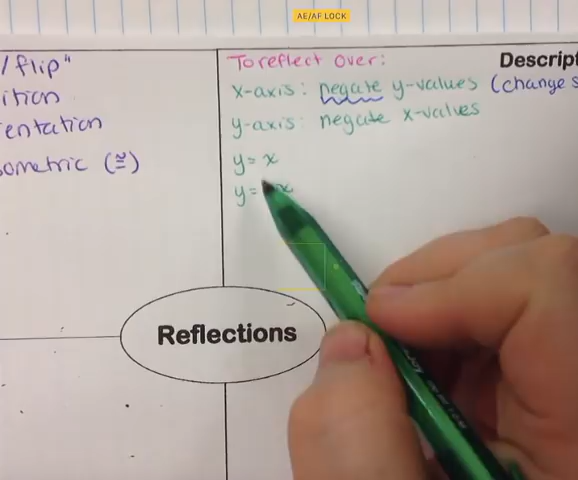 AE/AF LOCK
/flip"
ition
entation
ometric (≅)
To reflect over:
Descript
x-axis: negate y-values (change s
y-axis: negate x-values
y = x
y = x
Reflections